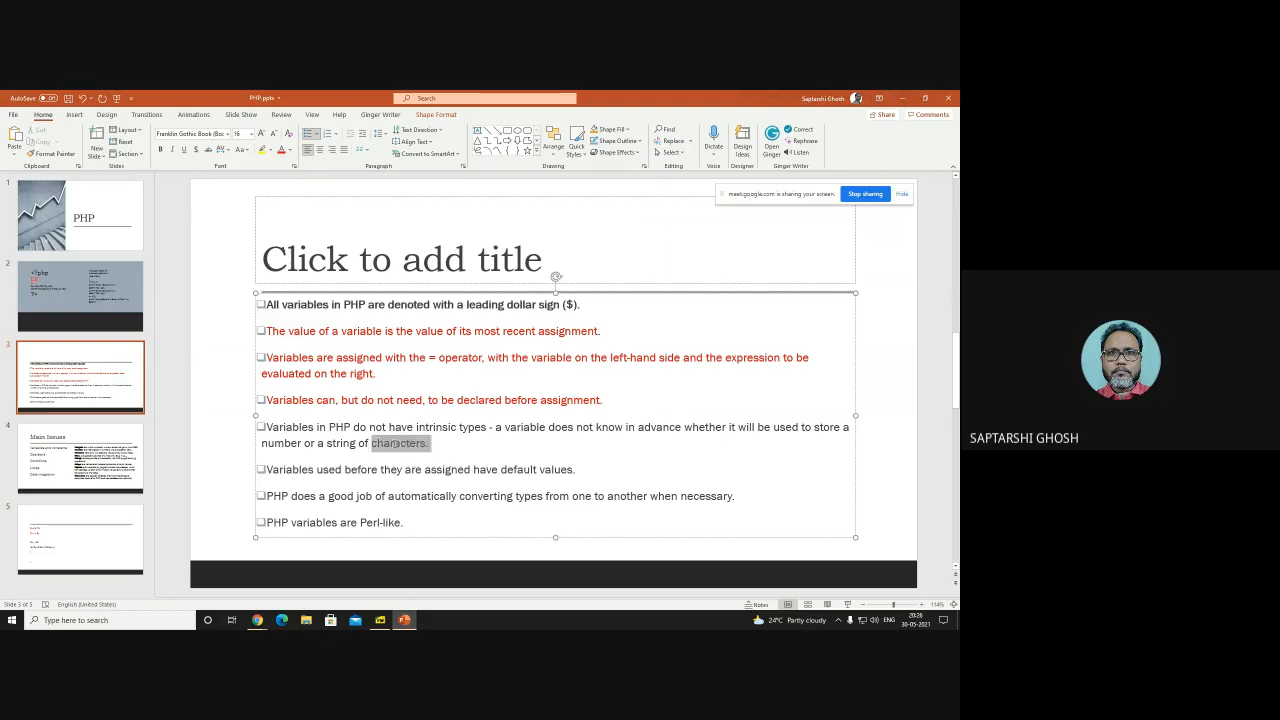 AutoSave Off PHP.pptx Search Saptarshi Ghosh
File Home Insert Design Transitions Animations Slide Show Review View Help Ginger Writer Shape Format Share Comments
Paste Cut Copy Format Painter Clipboard
New Slide Layout Reset Section Slides
Franklin Gothic Book (Boc 16 Font
Text Direction Align Text Convert to SmartArt Paragraph
Arrange Quick Styles Shape Fill Shape Outline Shape Effects Drawing
Find Replace Select Editing
Dictate Voice
Design Ideas Designer
Open Ginger Correct Rephrase Listen Ginger Writer
meet.google.com is sharing your screen. Stop sharing Hide
1
PHP
2
<?php
?>
3
4
Main Issues
5
Click to add title
All variables in PHP are denoted with a leading dollar sign ($).
The value of a variable is the value of its most recent assignment.
Variables are assigned with the = operator, with the variable on the left-hand side and the expression to be
evaluated on the right.
Variables can, but do not need, to be declared before assignment.
Variables in PHP do not have intrinsic types - a variable does not know in advance whether it will be used to store a
number or a string of characters.
Variables used before they are assigned have default values.
PHP does a good job of automatically converting types from one to another when necessary.
PHP variables are Perl-like.
SAPTARSHI GHOSH
Slide 3 of 5 English (United States) Notes 114%
Type here to search 24°C Partly cloudy ENG 20:26
30-05-2021